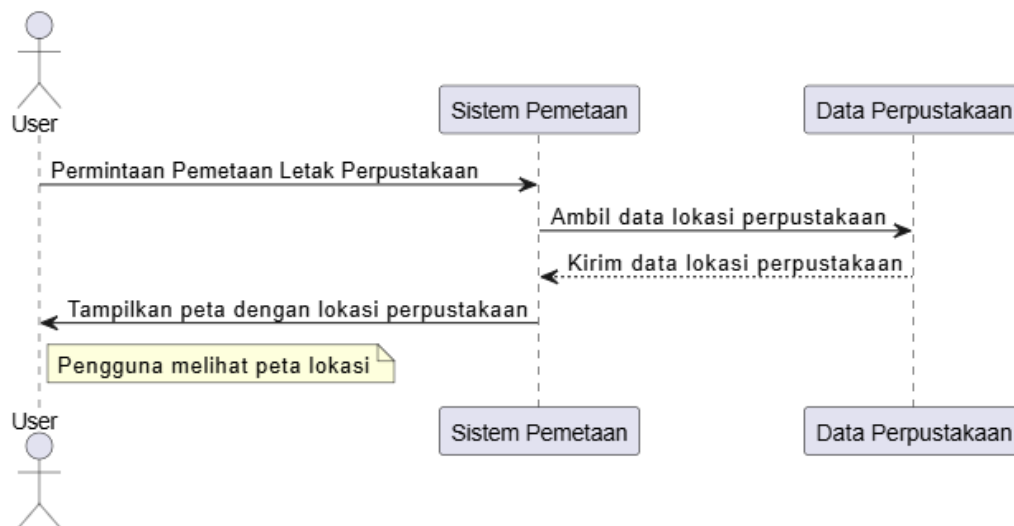 User
Sistem Pemetaan
Data Perpustakaan
Permintaan Pemetaan Letak Perpustakaan
Ambil data lokasi perpustakaan
Kirim data lokasi perpustakaan
Tampilkan peta dengan lokasi perpustakaan
Pengguna melihat peta lokasi
User
Sistem Pemetaan
Data Perpustakaan